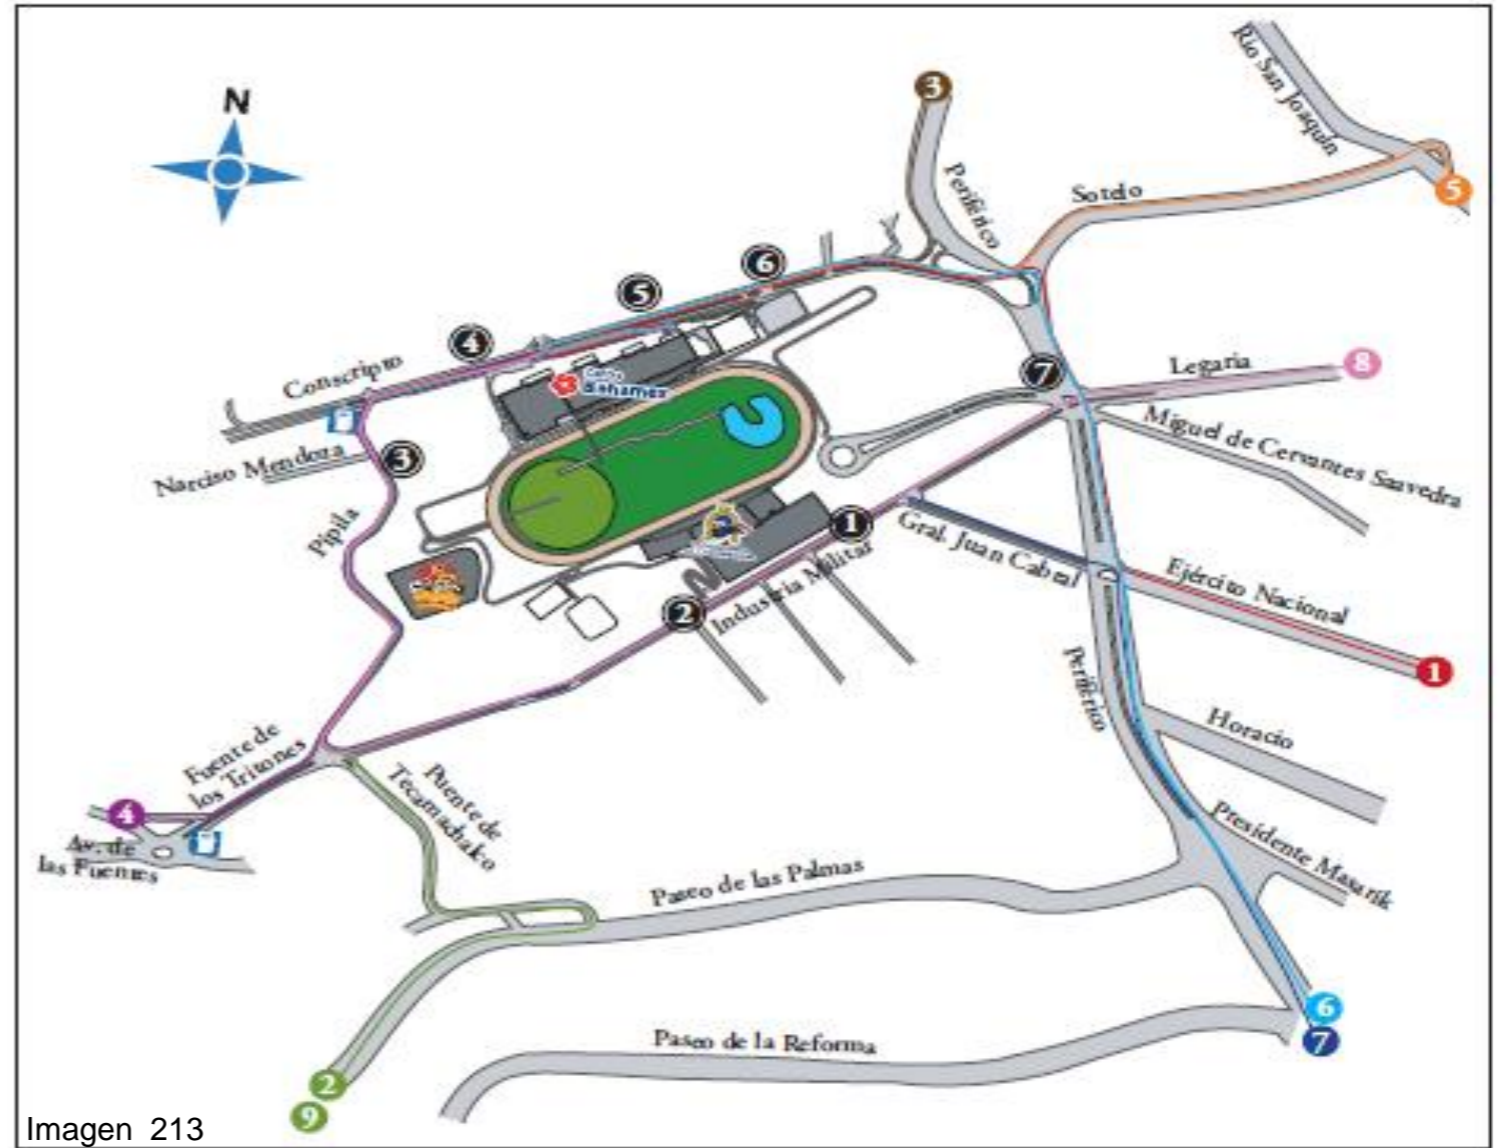 N
3
Río San Joaquín
5
Periférico
Sotelo
6
5
4
Conscripto
Centro
Banamex
7
Legaria
8
Narciso Mendoza
3
Miguel de Cervantes Saavedra
Pípila
1
Gral. Juan Cabral
Industria Militar
2
Ejército Nacional
1
Periférico
Horacio
Fuente de
los Tritones
Puente de
Tecamachalco
4
Av. de
las Fuentes
Presidente Masarik
Paseo de las Palmas
6
7
Paseo de la Reforma
2
9
Imagen 213